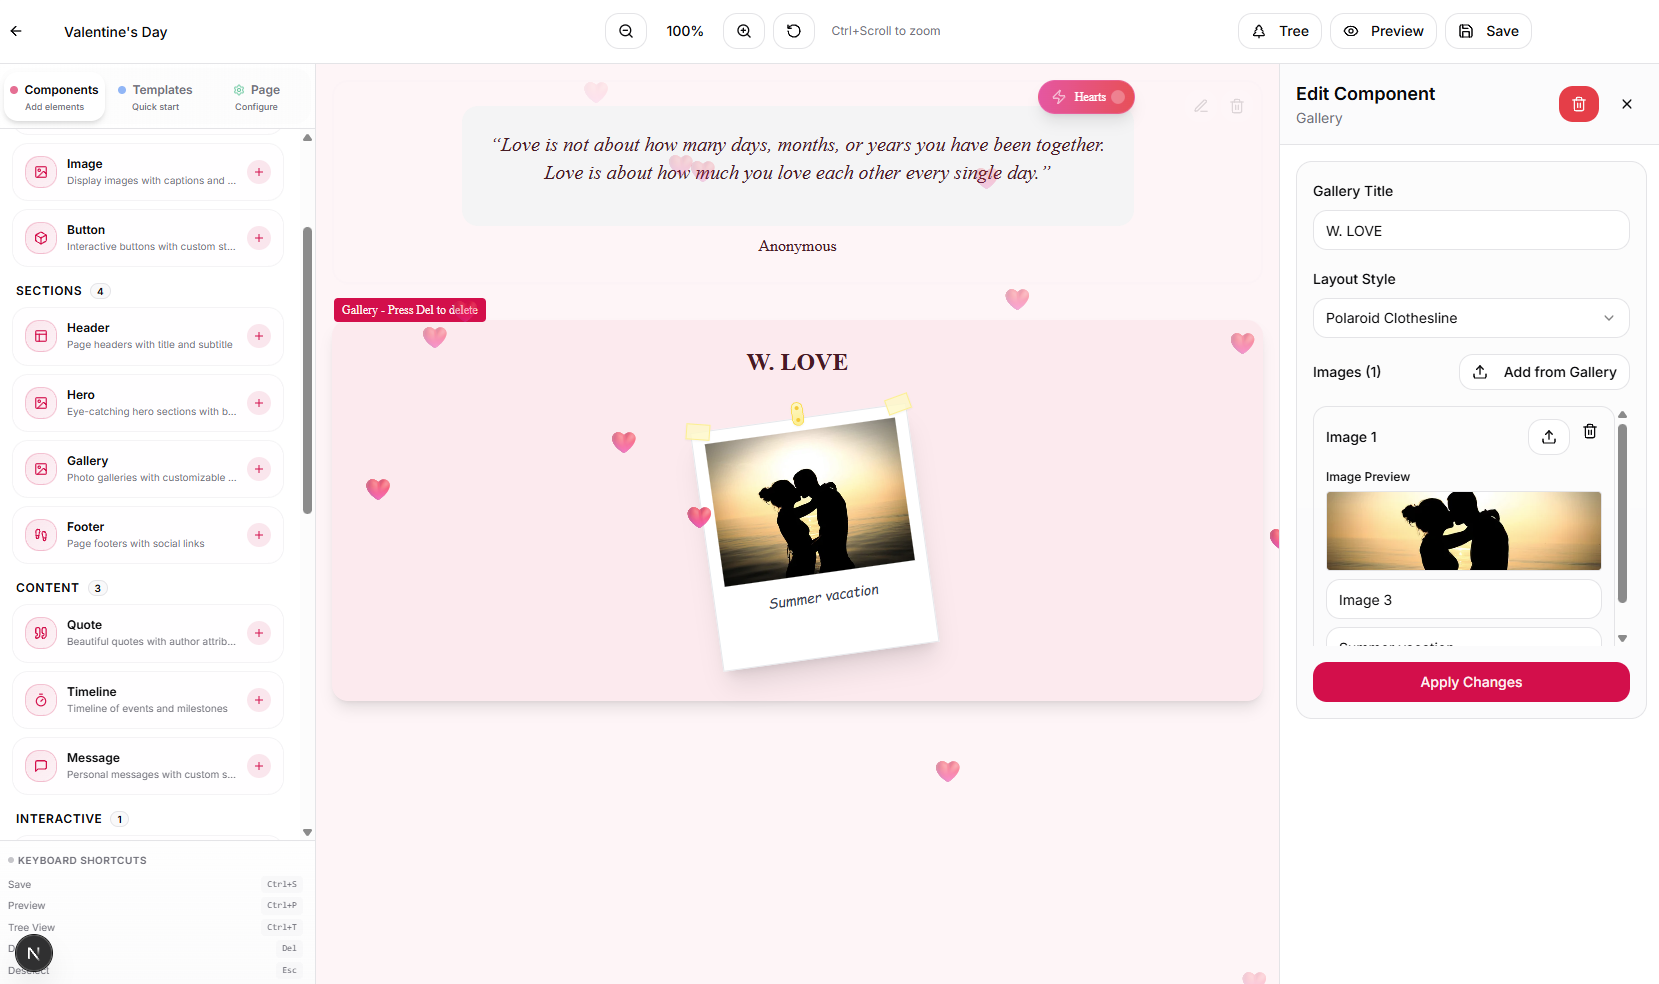 Valentine's Day
100%
Ctrl+Scroll to zoom
Tree
Preview
Save
Components
Add elements
Templates
Quick start
Page
Configure
Image
Display images with captions and ...
Button
Interactive buttons with custom st...
SECTIONS 4
Header
Page headers with title and subtitle
Hero
Eye-catching hero sections with b...
Gallery
Photo galleries with customizable ...
Footer
Page footers with social links
CONTENT 3
Quote
Beautiful quotes with author attrib...
Timeline
Timeline of events and milestones
Message
Personal messages with custom s...
INTERACTIVE 1
KEYBOARD SHORTCUTS
Save Ctrl+S
Preview Ctrl+P
Tree View Ctrl+T
Del
Deselect Esc
N
Hearts
“Love is not about how many days, months, or years you have been together.
Love is about how much you love each other every single day.”
Anonymous
Gallery - Press Del to delete
W. LOVE
Summer vacation
Edit Component
Gallery
Gallery Title
W. LOVE
Layout Style
Polaroid Clothesline
Images (1)
Add from Gallery
Image 1
Image Preview
Image 3
Summer vacation
Apply Changes